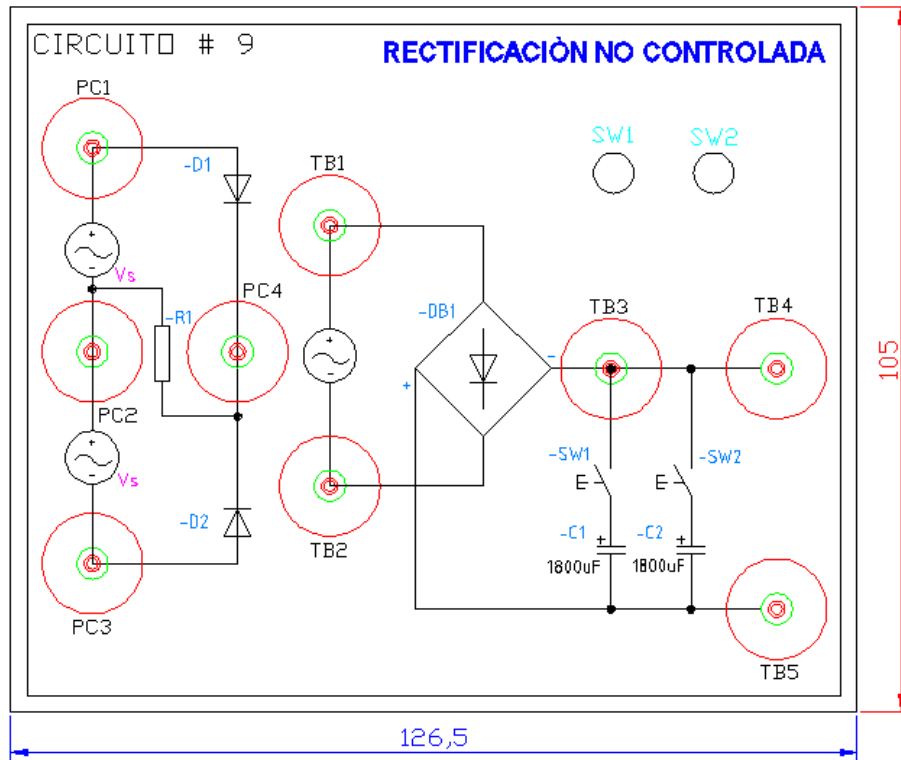 CIRCUITO # 9
RECTIFICACIÒN NO CONTROLADA
PC1
SW1
SW2
-D1
TB1
+
-
Vs
PC4
-R1
-DB1
TB3
TB4
-
+
PC2
105
+
-
Vs
-SW1
-SW2
E
E
-D2
TB2
-C1
+
1800uF
-C2
+
1800uF
+
-
PC3
TB5
126,5